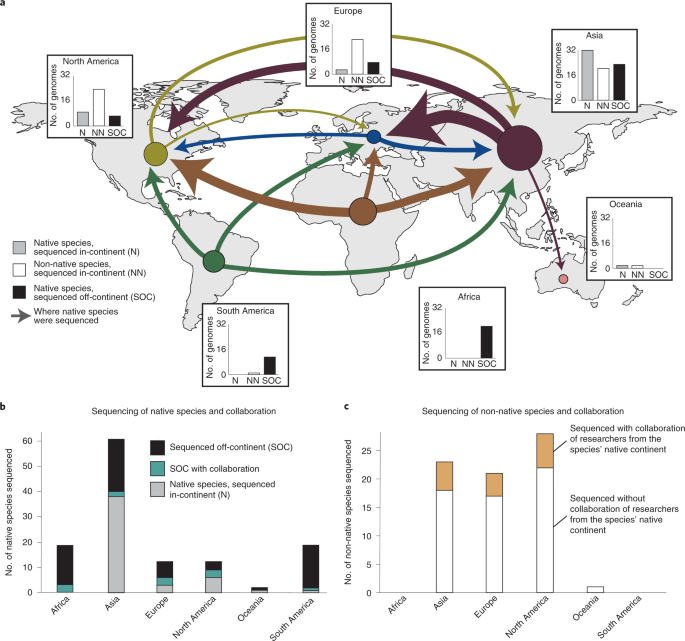 a
Europe
No. of genomes
32
16
0
N NN SOC
North America
No. of genomes
32
16
0
N NN SOC
Asia
No. of genomes
32
16
0
N NN SOC
Oceania
No. of genomes
32
16
0
N NN SOC
Native species,
sequenced in-continent (N)
Non-native species,
sequenced in-continent (NN)
Native species,
sequenced off-continent (SOC)
Where native species
were sequenced
South America
No. of genomes
32
16
0
N NN SOC
Africa
No. of genomes
32
16
0
N NN SOC
b
Sequencing of native species and collaboration
No. of native species sequenced
60
50
40
30
20
10
0
Sequenced off-continent (SOC)
SOC with collaboration
Native species, sequenced
in-continent (N)
Africa
Asia
Europe
North America
Oceania
South America
c
Sequencing of non-native species and collaboration
No. of non-native species sequenced
25
20
15
10
5
0
Sequenced with collaboration
of researchers from the
species' native continent
Sequenced without
collaboration of researchers
from the species' native
continent
Africa
Asia
Europe
North America
Oceania
South America